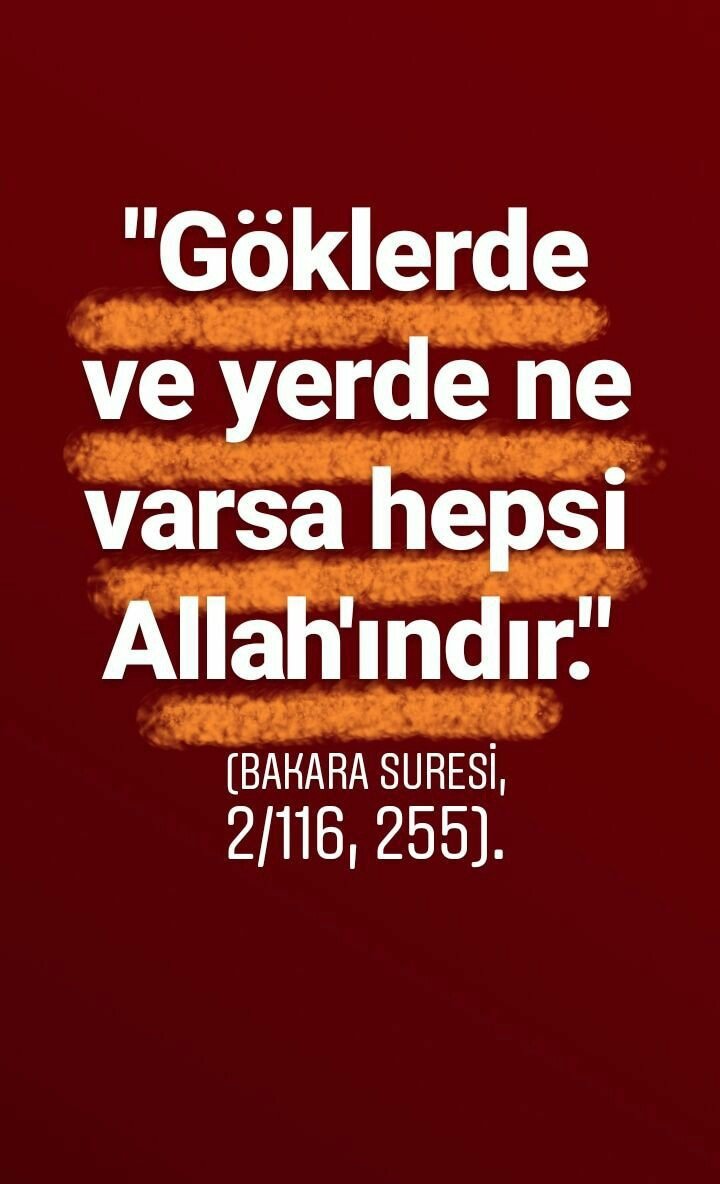 "Göklerde
ve yerde ne
varsa hepsi
Allah'ındır."
(BAKARA SURESİ,
2/116, 255).